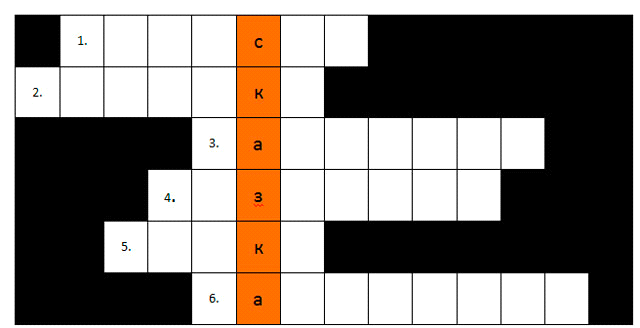 1. с
2. к
3. а
4. з
5. к
6. а